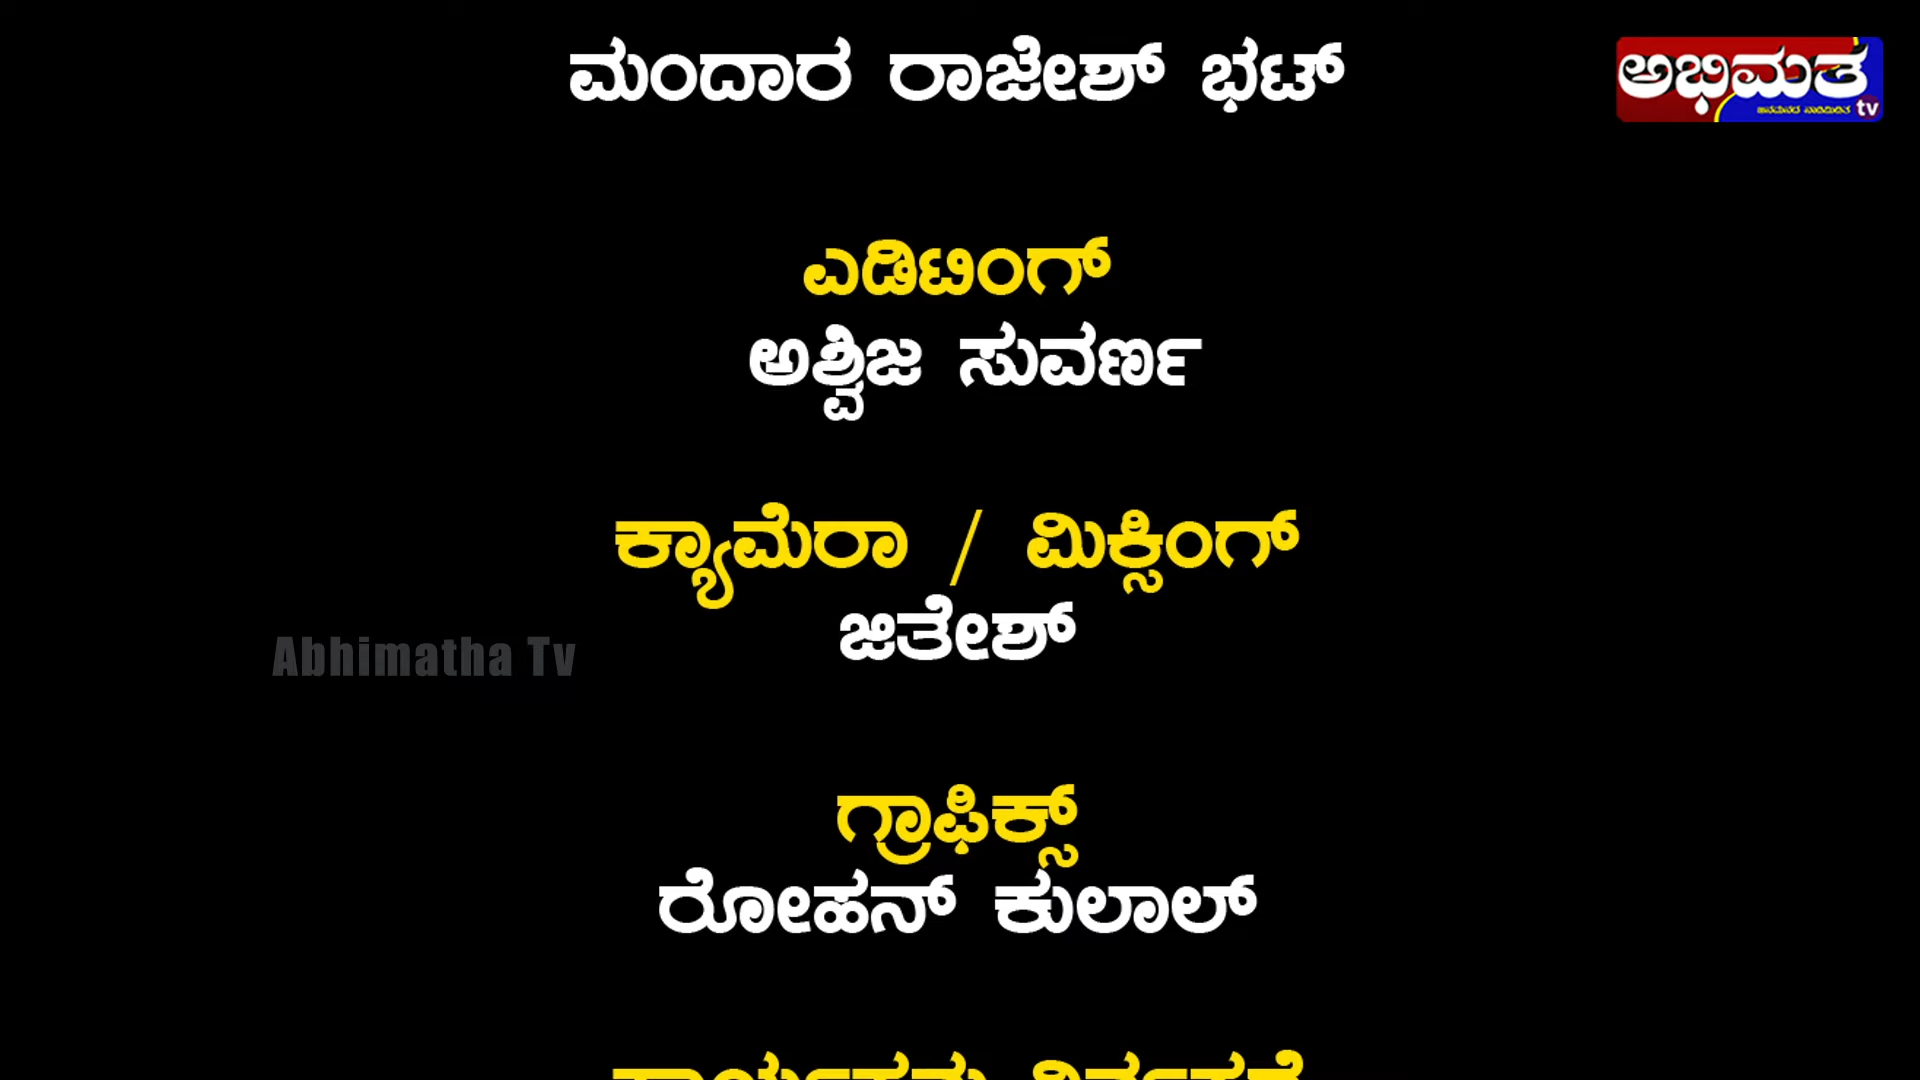 ಮಂದಾರ ರಾಜೇಶ್ ಭಟ್
ಅಭಿಮತ
tv
ಎಡಿಟಿಂಗ್
ಅಶ್ವಿಜ ಸುವರ್ಣ
ಕ್ಯಾಮೆರಾ / ಮಿಕ್ಸಿಂಗ್
ಜಿತೇಶ್
Abhimatha Tv
ಗ್ರಾಫಿಕ್ಸ್
ರೋಹನ್ ಕುಲಾಲ್